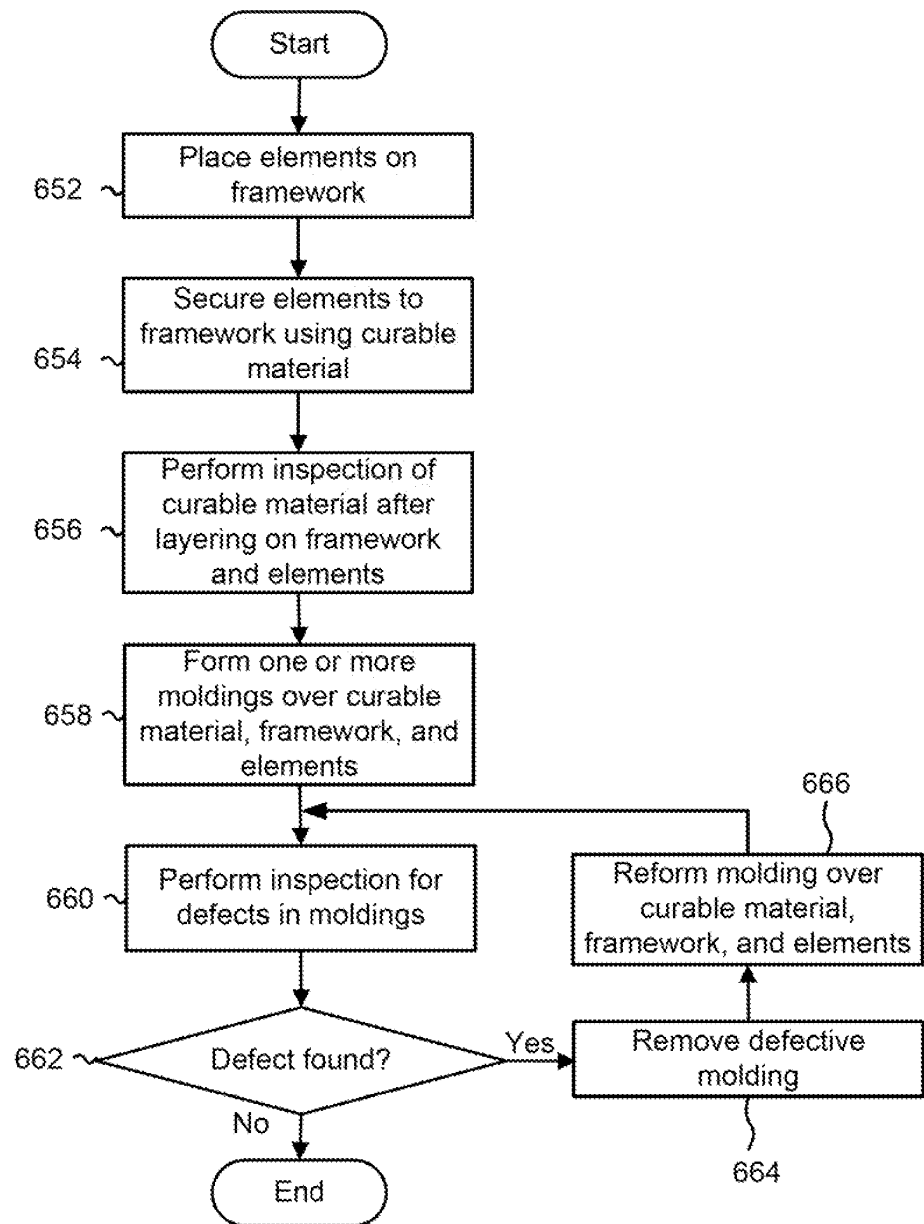 Start
Place elements on
framework
652
Secure elements to
framework using curable
material
654
Perform inspection of
curable material after
layering on framework
and elements
656
Form one or more
moldings over curable
material, framework, and
elements
658
666
Perform inspection for
defects in moldings
660
Reform molding over
curable material,
framework, and elements
662
Defect found?
Yes
Remove defective
molding
No
664
End